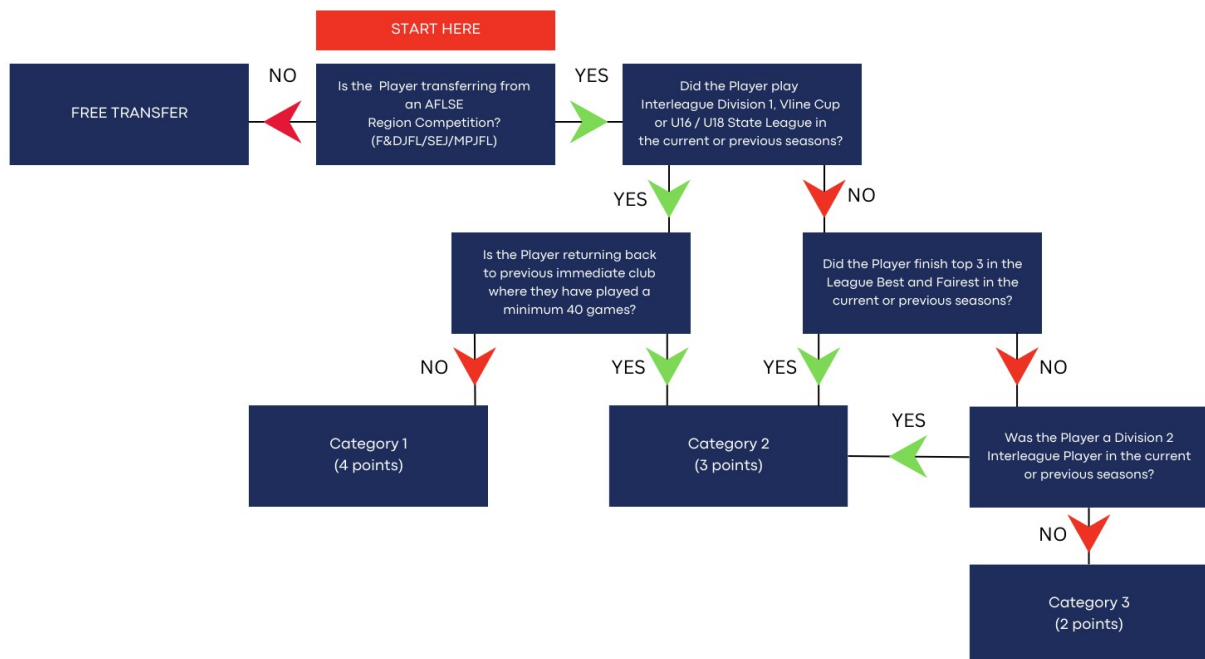 START HERE
FREE TRANSFER
NO
Is the Player transferring from
an AFLSE
Region Competition?
(F&DJFL/SEJ/MPJFL)
YES
Did the Player play
Interleague Division 1, Vline Cup
or U16 / U18 State League in
the current or previous seasons?
YES
NO
Is the Player returning back
to previous immediate club
where they have played a
minimum 40 games?
Did the Player finish top 3 in the
League Best and Fairest in the
current or previous seasons?
NO
YES
YES
NO
Category 1
(4 points)
Category 2
(3 points)
YES
Was the Player a Division 2
Interleague Player in the current
or previous seasons?
NO
Category 3
(2 points)